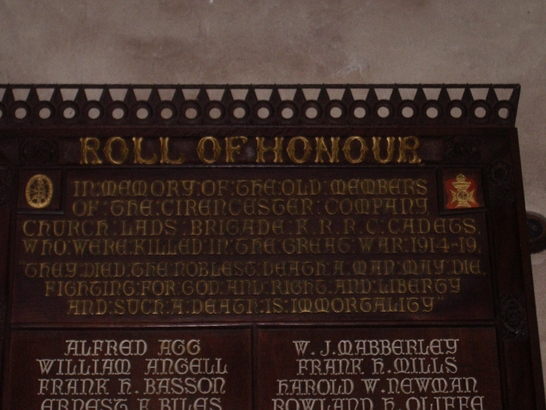 ROLL OF HONOUR
IN:MEMORY:OF:THE:OLD:MEMBERS
OF:THE:CIRENCESTER:COMPANY
CHURCH:LADS:BRIGADE:K.R.R.C.CADETS,
WHO:WERE:KILLED:IN:THE:GREAT:WAR:1914-19.
"THEY:DIED:THE:NOBLEST:DEATH:A:MAN:MAY:DIE,
FIGHTING:FOR:GOD:AND:RIGHT:AND:LIBERTY
AND:SUCH:A:DEATH:IS:IMMORTALITY"
ALFRED AGG
W. J. MABBERLEY
WILLIAM ANGELL
FRANK H. MILLS
FRANK H. BASSON
HAROLD W. NEWMAN
ERNEST F. BILES
ROWLAND H.